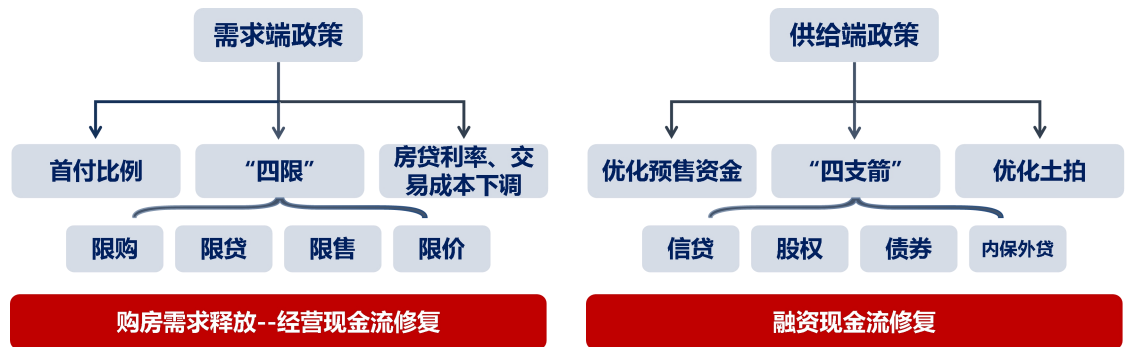 需求端政策
首付比例
“四限”
房贷利率、交
易成本下调
限购
限贷
限售
限价
购房需求释放--经营现金流修复
供给端政策
优化预售资金
“四支箭”
优化土拍
信贷
股权
债券
内保外贷
融资现金流修复